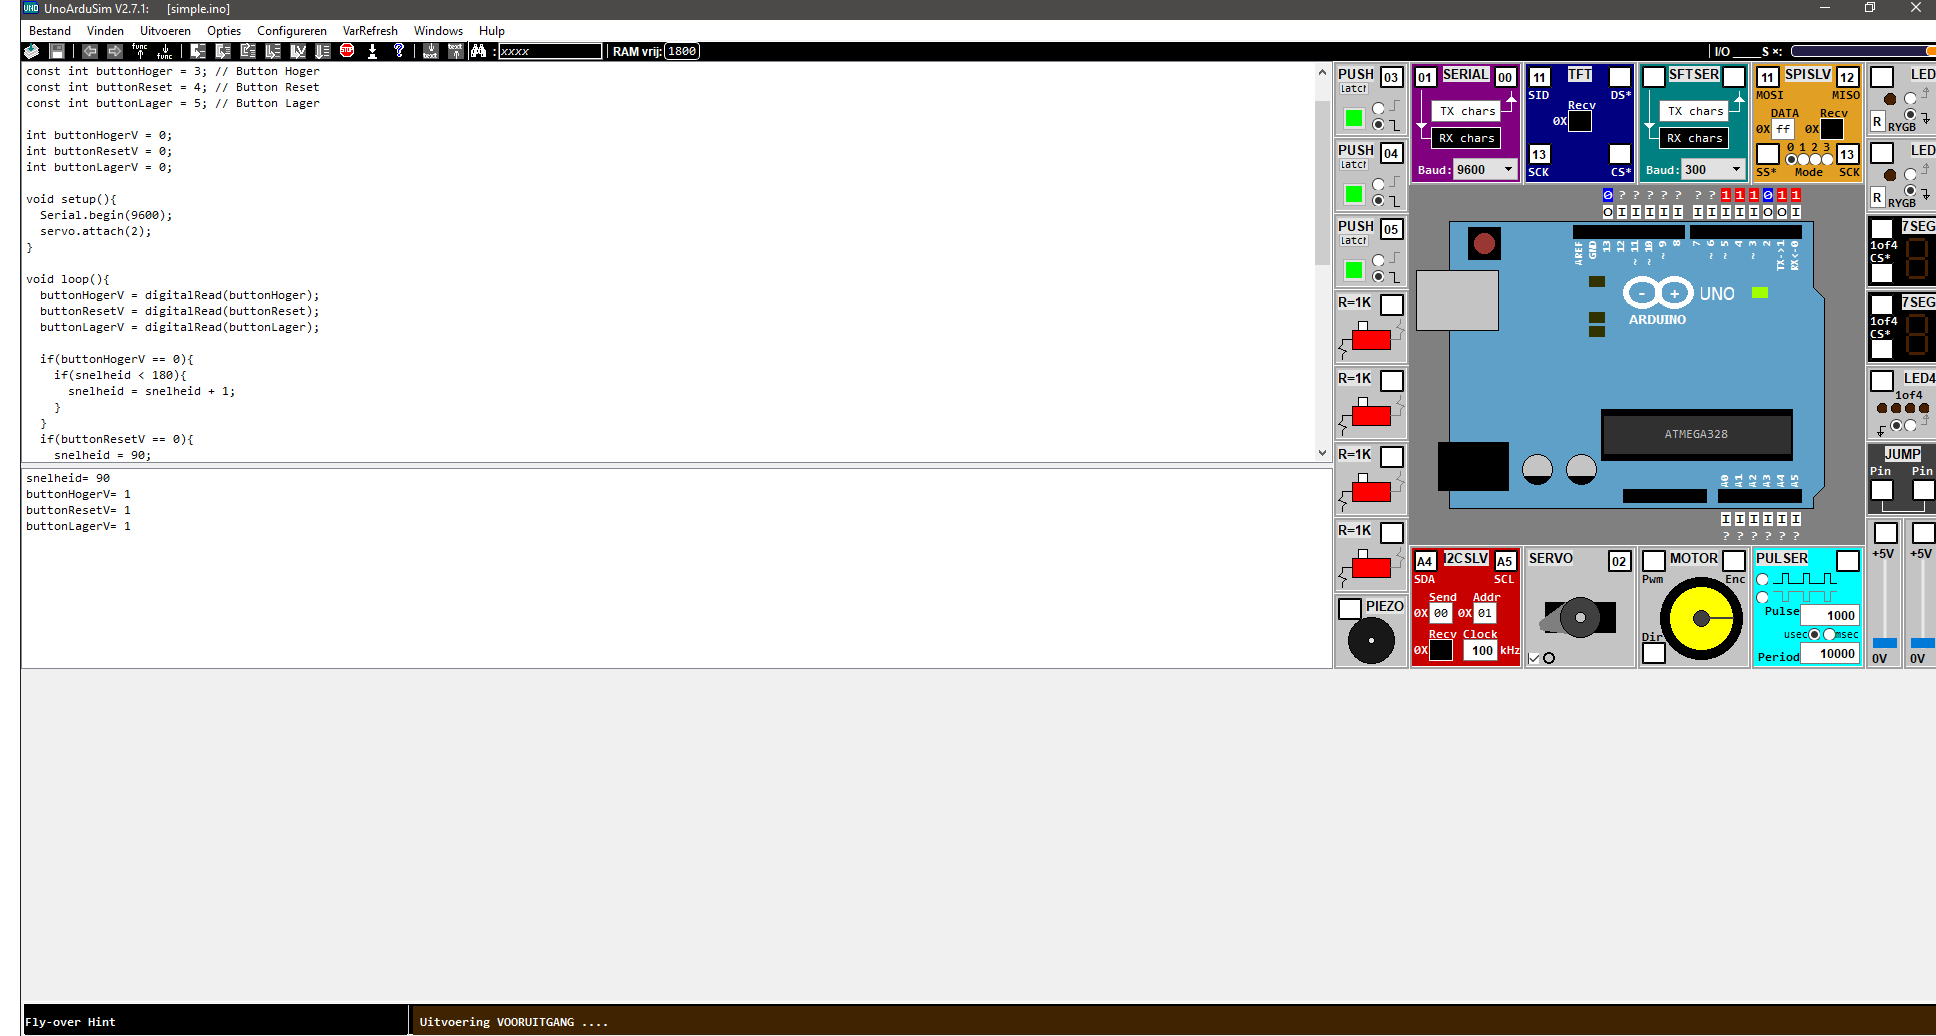 UnoArduSim V2.7.1: [simple.ino]
Bestand Vinden Uitvoeren Opties Configureren VarRefresh Windows Help
func func STOP ? text text : xxxx RAM vrij: 1800 I/O____S ×:
const int buttonHoger = 3; // Button Hoger
const int buttonReset = 4; // Button Reset
const int buttonLager = 5; // Button Lager
int buttonHogerV = 0;
int buttonResetV = 0;
int buttonLagerV = 0;
void setup(){
Serial.begin(9600);
servo.attach(2);
}
void loop(){
buttonHogerV = digitalRead(buttonHoger);
buttonResetV = digitalRead(buttonReset);
buttonLagerV = digitalRead(buttonLager);
if(buttonHogerV == 0){
if(snelheid < 180){
snelheid = snelheid + 1;
}
}
if(buttonResetV == 0){
snelheid = 90;
snelheid= 90
buttonHogerV= 1
buttonResetV= 1
buttonLagerV= 1
PUSH 03
latch
PUSH 04
latch
PUSH 05
latch
R=1K
R=1K
R=1K
R=1K
PIEZO
01 SERIAL 00
TX chars
RX chars
Baud: 9600
11 TFT
SID DS*
Recv
0X
13
SCK CS*
SFTSER
TX chars
RX chars
Baud: 300
11 SPISLV 12
MOSI MISO
DATA Recv
0X ff 0X
0 1 2 3
13
SS* Mode SCK
0 ? ? ? ? ? ? ? 1 1 1 0 1 1
O I I I I I I I I I I O O I
AREF GND 13 12 ~11 ~10 ~9 8 7 ~6 ~5 4 ~3 2 TX->1 RX<-0
- + UNO
ARDUINO
ATMEGA328
A0 A1 A2 A3 A4 A5
I I I I I I
? ? ? ? ? ?
A4 I2CSLV A5
SDA SCL
Send Addr
0X 00 0X 01
Recv Clock
0X 100 kHz
SERVO 02
MOTOR
Pwm Enc
Dir
PULSER
Pulse 1000
usec msec
Period 10000
LED
R RYGB
LED
R RYGB
7SEG
1of4
CS*
7SEG
1of4
CS*
LED4
1of4
JUMP
Pin Pin
+5V +5V
0V 0V
Fly-over Hint
Uitvoering VOORUITGANG ....